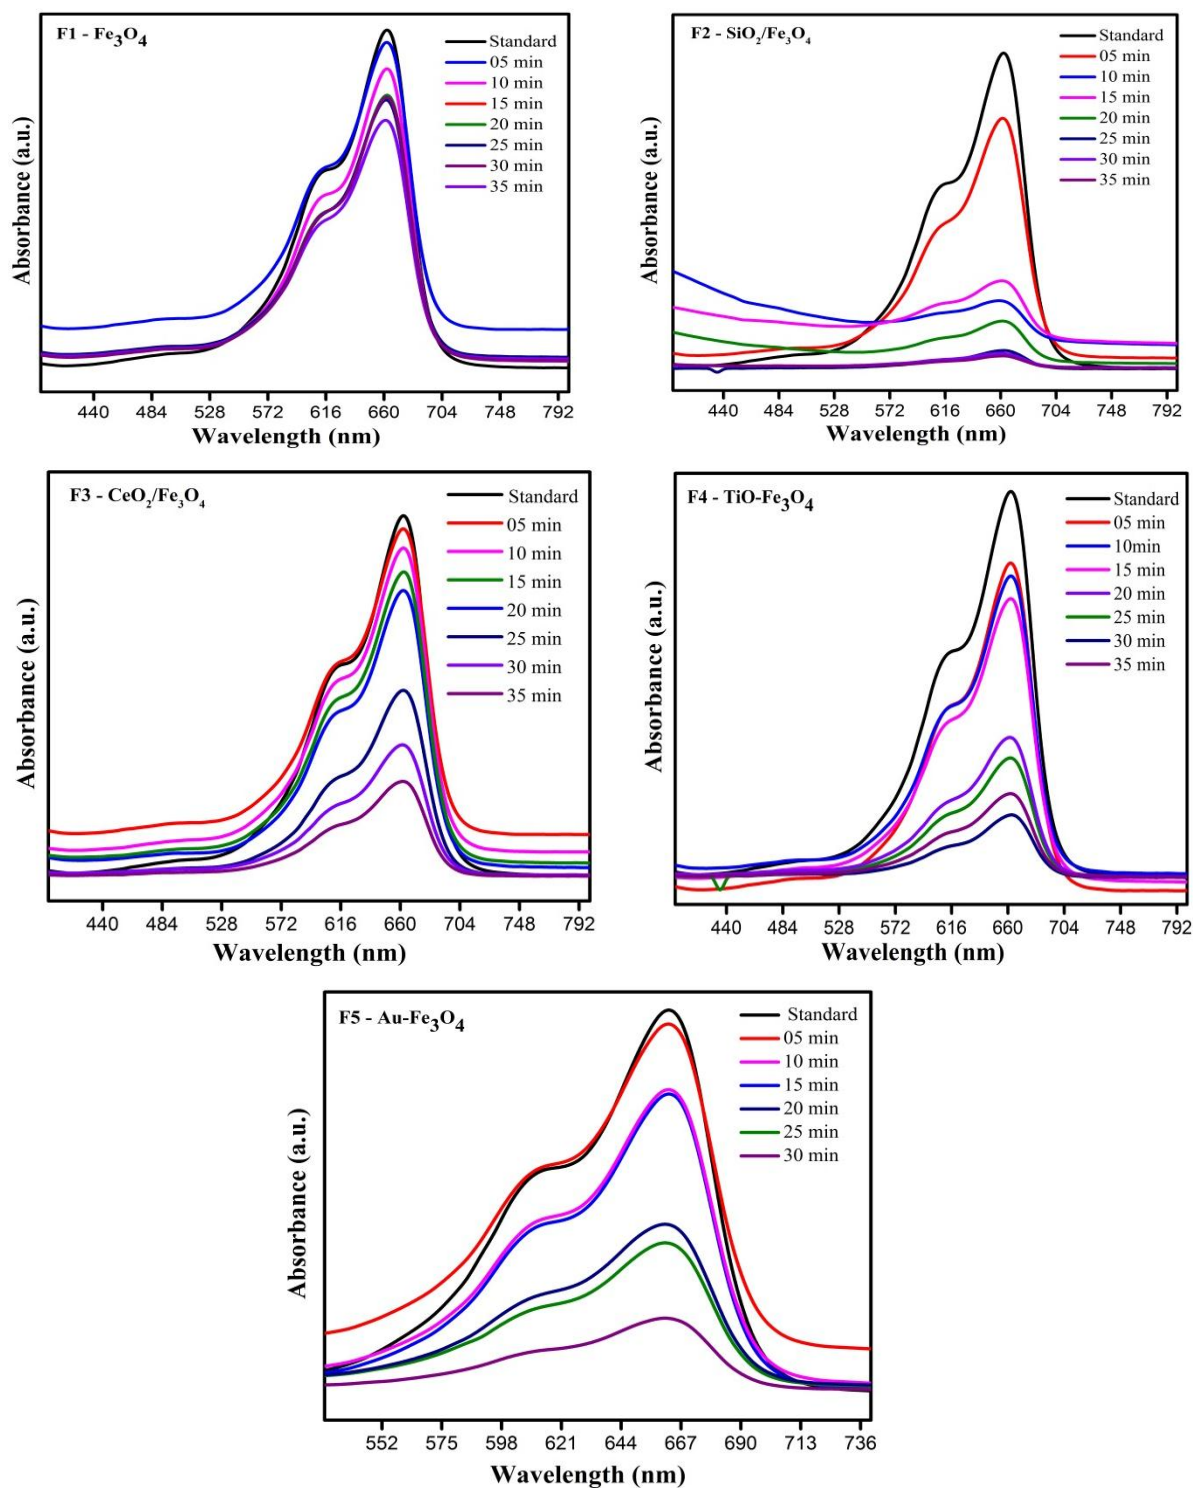 F1 - Fe3O4
Standard
05 min
10 min
15 min
20 min
25 min
30 min
35 min
Absorbance (a.u.)
440 484 528 572 616 660 704 748 792
Wavelength (nm)
F2 - SiO2/Fe3O4
Standard
05 min
10 min
15 min
20 min
25 min
30 min
35 min
Absorbance (a.u.)
440 484 528 572 616 660 704 748 792
Wavelength (nm)
F3 - CeO2/Fe3O4
Standard
05 min
10 min
15 min
20 min
25 min
30 min
35 min
Absorbance (a.u.)
440 484 528 572 616 660 704 748 792
Wavelength (nm)
F4 - TiO-Fe3O4
Standard
05 min
10min
15 min
20 min
25 min
30 min
35 min
Absorbance (a.u.)
440 484 528 572 616 660 704 748 792
Wavelength (nm)
F5 - Au-Fe3O4
Standard
05 min
10 min
15 min
20 min
25 min
30 min
Absorbance (a.u.)
552 575 598 621 644 667 690 713 736
Wavelength (nm)